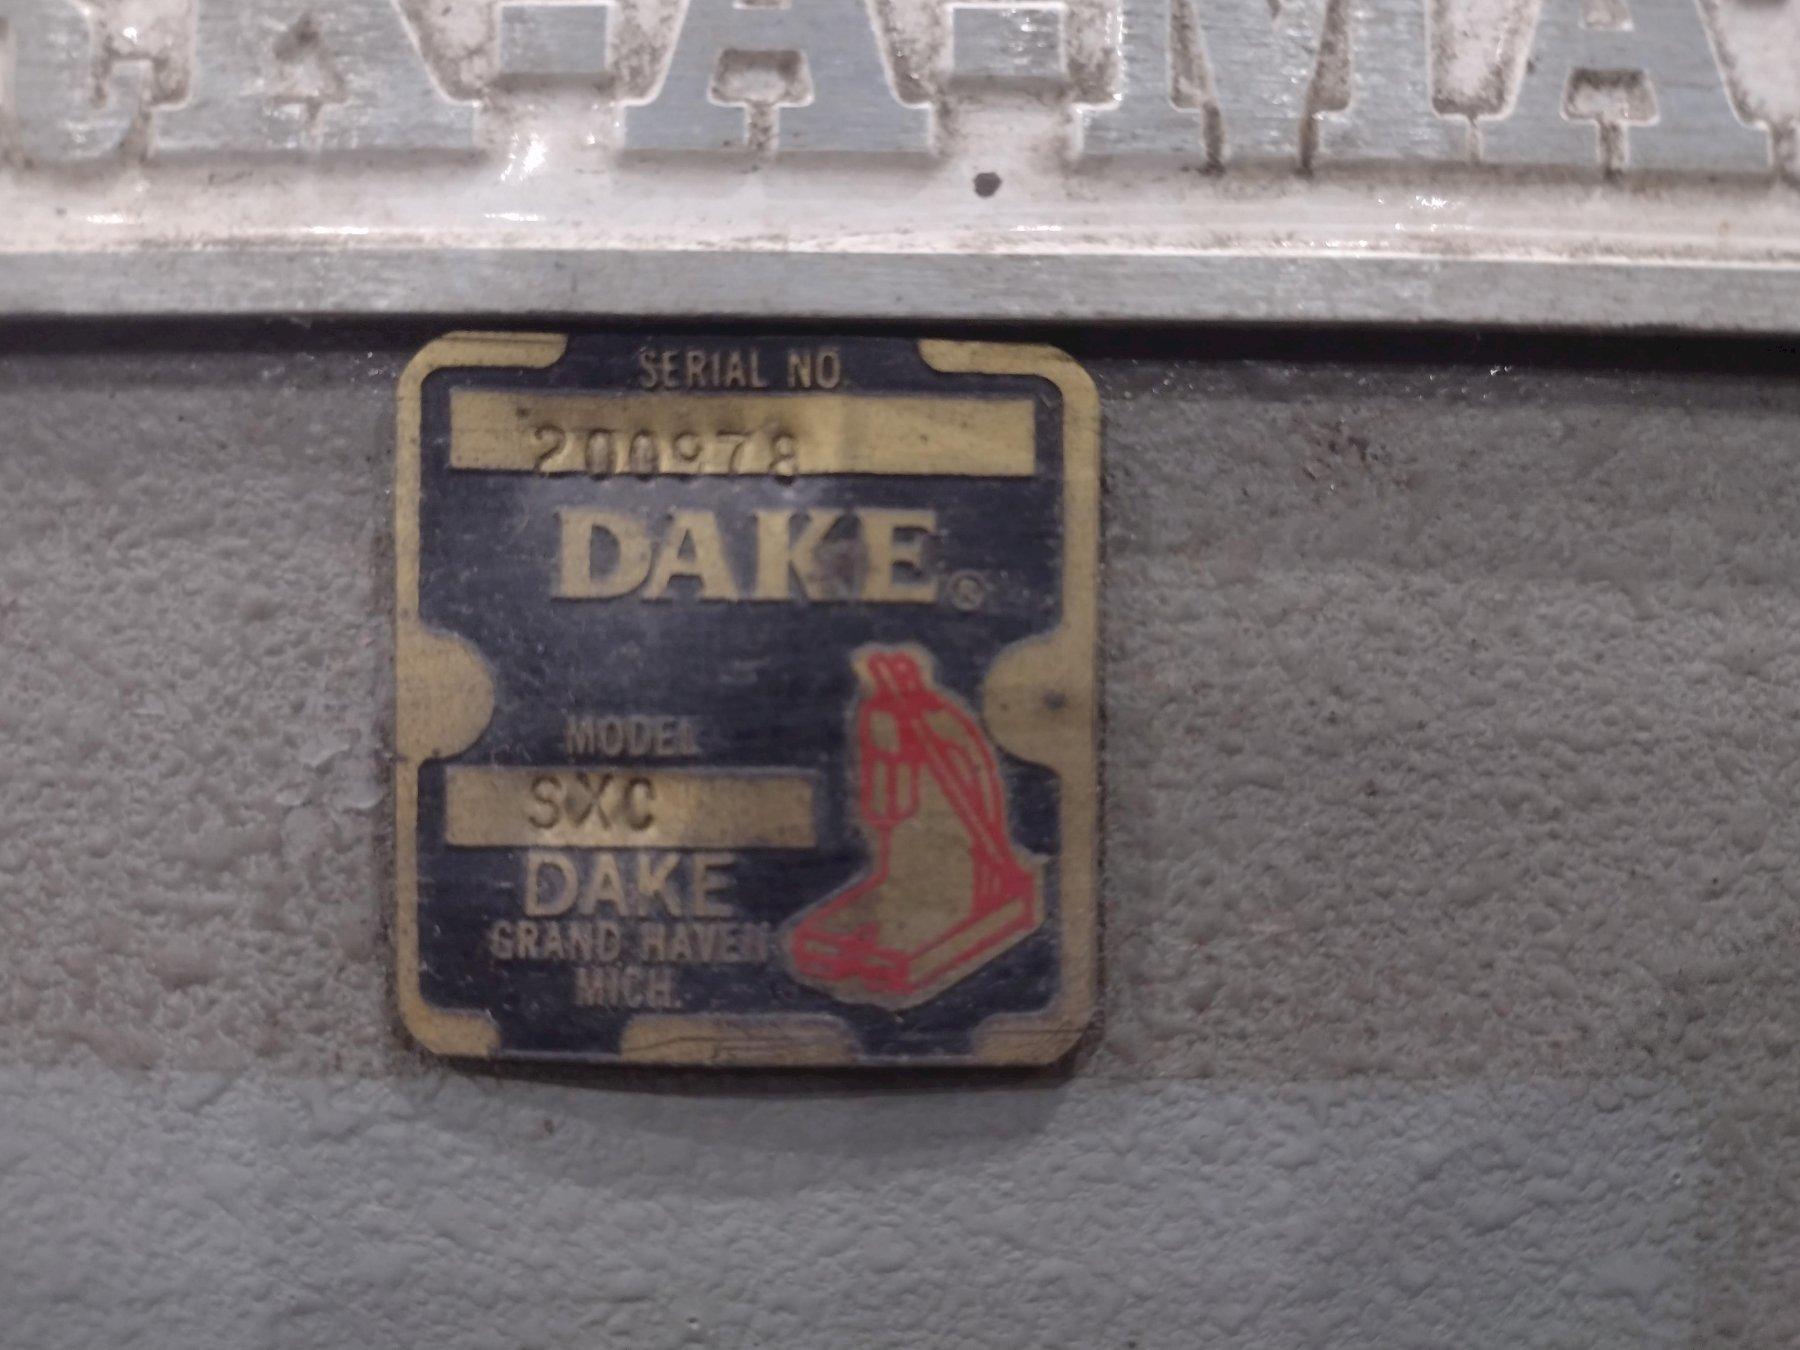 SERIAL NO.
200978
DAKE®
MODEL
SXC
DAKE
GRAND HAVEN
MICH.